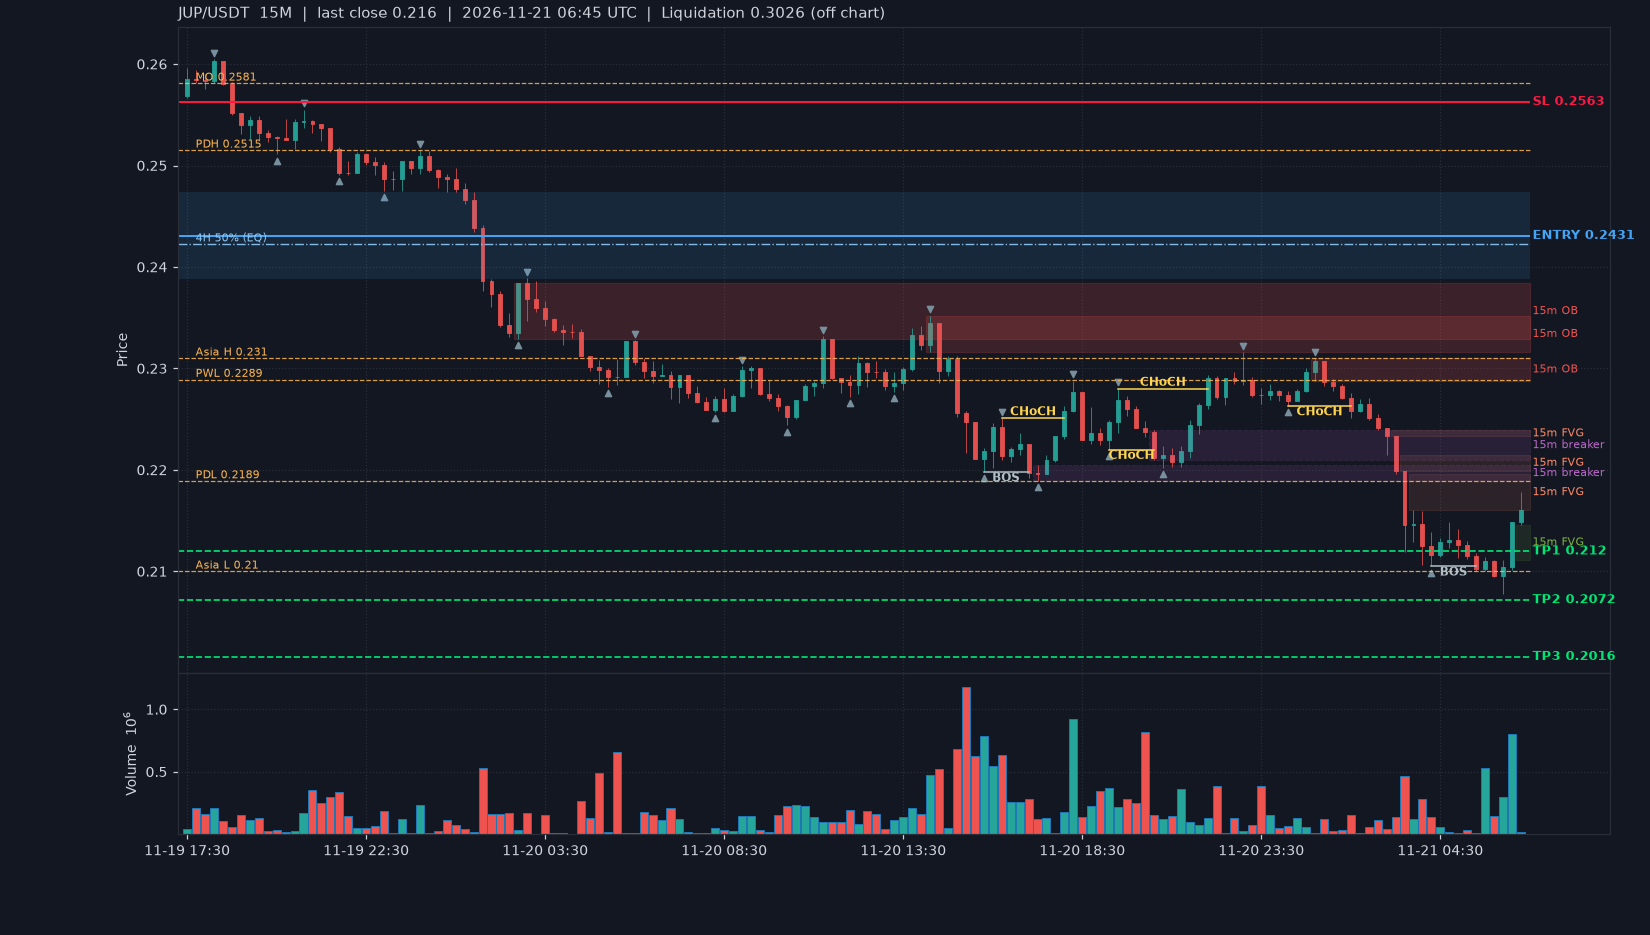 JUP/USDT  15M  |  last close 0.216  |  2026-11-21 06:45 UTC  |  Liquidation 0.3026 (off chart)
0.26
MO 0.2581
SL 0.2563
PDH 0.2515
0.25
ENTRY 0.2431
4H 50% (EQ)
0.24
15m OB
15m OB
Price
Asia H 0.231
0.23
15m OB
PWL 0.2289
CHoCH
CHoCH
CHoCH
15m FVG
15m breaker
CHoCH
15m FVG
0.22
PDL 0.2189
BOS
15m breaker
15m FVG
15m FVG
TP1 0.212
Asia L 0.21
0.21
BOS
TP2 0.2072
TP3 0.2016
1.0
Volume  10⁶
0.5
11-19 17:30
11-19 22:30
11-20 03:30
11-20 08:30
11-20 13:30
11-20 18:30
11-20 23:30
11-21 04:30